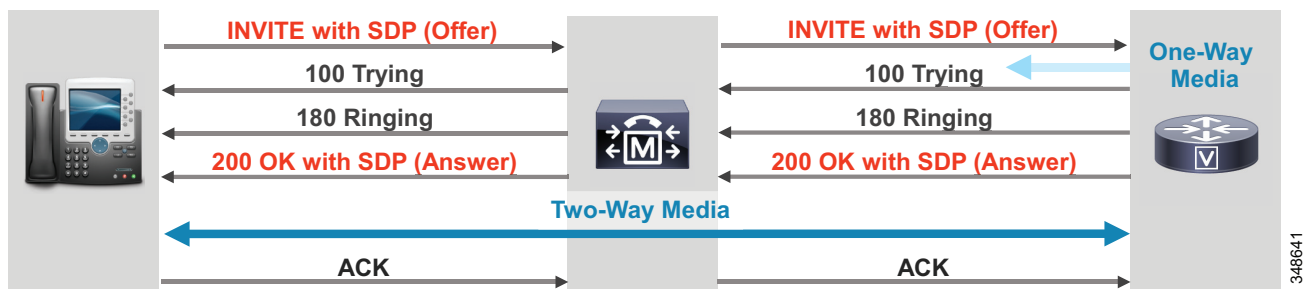 INVITE with SDP (Offer)
INVITE with SDP (Offer)
One-Way
Media
100 Trying
100 Trying
180 Ringing
180 Ringing
M
V
200 OK with SDP (Answer)
200 OK with SDP (Answer)
Two-Way Media
ACK
ACK
348641